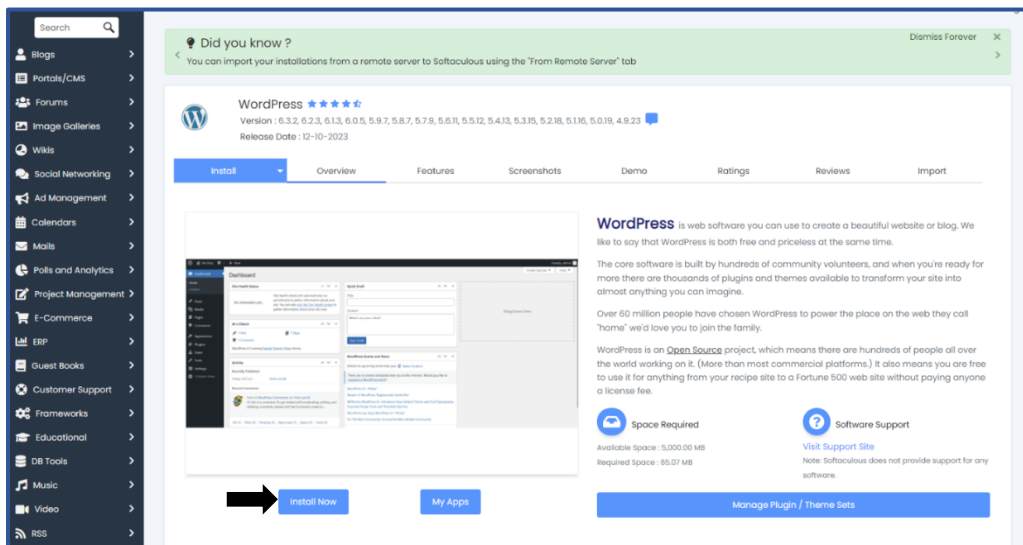 Search
Blogs
Portals/CMS
Forums
Image Galleries
Wikis
Social Networking
Ad Management
Calendars
Mails
Polls and Analytics
Project Management
E-Commerce
ERP
Guest Books
Customer Support
Frameworks
Educational
DB Tools
Music
Video
RSS
Did you know ?
Dismiss Forever
You can import your installations from a remote server to Softaculous using the "From Remote Server" tab
WordPress
Version : 6.3.2, 6.2.3, 6.1.3, 6.0.5, 5.9.7, 5.8.7, 5.7.9, 5.6.11, 5.5.12, 5.4.13, 5.3.15, 5.2.18, 5.1.16, 5.0.19, 4.9.23
Release Date : 12-10-2023
Install
Overview
Features
Screenshots
Demo
Ratings
Reviews
Import
Dashboard
Site Health Status
Quick Draft
At a Glance
Activity
WordPress is web software you can use to create a beautiful website or blog. We
like to say that WordPress is both free and priceless at the same time.
The core software is built by hundreds of community volunteers, and when you're ready for
more there are thousands of plugins and themes available to transform your site into
almost anything you can imagine.
Over 60 million people have chosen WordPress to power the place on the web they call
"home" we'd love you to join the family.
WordPress is an Open Source project, which means there are hundreds of people all over
the world working on it. (More than most commercial platforms.) It also means you are free
to use it for anything from your recipe site to a Fortune 500 web site without paying anyone
a license fee.
Space Required
Available Space : 5,000.00 MB
Required Space : 65.07 MB
Software Support
Visit Support Site
Note: Softaculous does not provide support for any
software.
Install Now
My Apps
Manage Plugin / Theme Sets